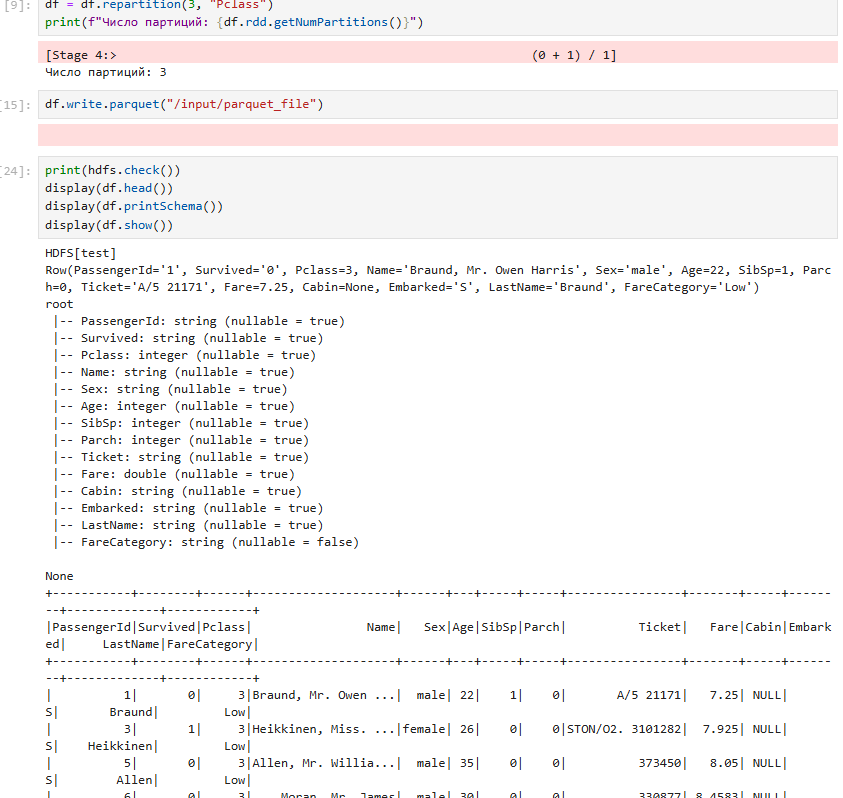 [9]: df = df.repartition(3, "Pclass")
print(f"Число партиций: {df.rdd.getNumPartitions()}")
[Stage 4:> (0 + 1) / 1]
Число партиций: 3
[15]: df.write.parquet("/input/parquet_file")
[24]: print(hdfs.check())
display(df.head())
display(df.printSchema())
display(df.show())
HDFS[test]
Row(PassengerId='1', Survived='0', Pclass=3, Name='Braund, Mr. Owen Harris', Sex='male', Age=22, SibSp=1, Parc
h=0, Ticket='A/5 21171', Fare=7.25, Cabin=None, Embarked='S', LastName='Braund', FareCategory='Low')
root
|-- PassengerId: string (nullable = true)
|-- Survived: string (nullable = true)
|-- Pclass: integer (nullable = true)
|-- Name: string (nullable = true)
|-- Sex: string (nullable = true)
|-- Age: integer (nullable = true)
|-- SibSp: integer (nullable = true)
|-- Parch: integer (nullable = true)
|-- Ticket: string (nullable = true)
|-- Fare: double (nullable = true)
|-- Cabin: string (nullable = true)
|-- Embarked: string (nullable = true)
|-- LastName: string (nullable = true)
|-- FareCategory: string (nullable = false)
None
+-----------+--------+------+--------------------+------+---+-----+-----+----------------+-------+-----+------
--+-------------+------------+
|PassengerId|Survived|Pclass| Name| Sex|Age|SibSp|Parch| Ticket| Fare|Cabin|Embark
ed| LastName|FareCategory|
+-----------+--------+------+--------------------+------+---+-----+-----+----------------+-------+-----+------
--+-------------+------------+
| 1| 0| 3|Braund, Mr. Owen ...| male| 22| 1| 0| A/5 21171| 7.25| NULL|
S| Braund| Low|
| 3| 1| 3|Heikkinen, Miss. ...|female| 26| 0| 0|STON/O2. 3101282| 7.925| NULL|
S| Heikkinen| Low|
| 5| 0| 3|Allen, Mr. Willia...| male| 35| 0| 0| 373450| 8.05| NULL|
S| Allen| Low|
| 6| 0| 3| Moran, Mr. James| male| 30| 0| 0| 330877| 8.4583| NULL|